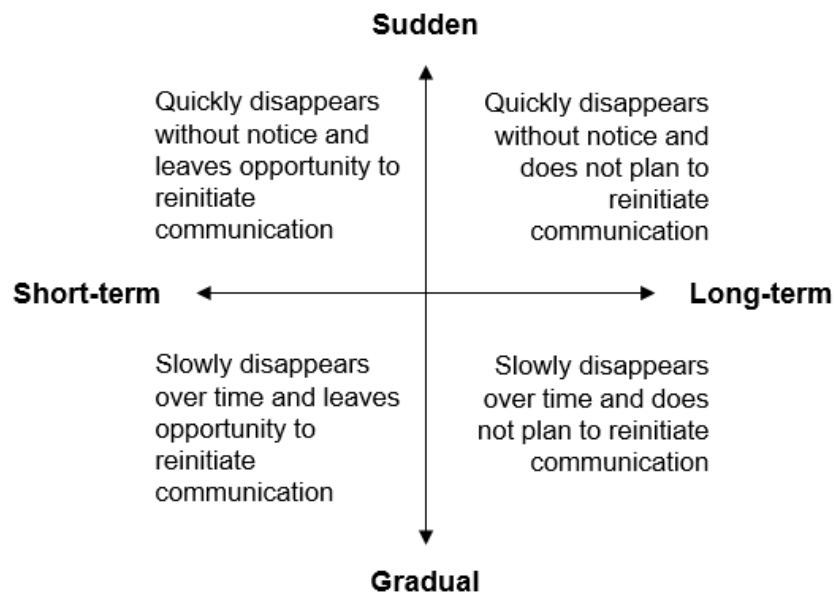 Sudden
Quickly disappears
without notice and
leaves opportunity to
reinitiate
communication
Quickly disappears
without notice and
does not plan to
reinitiate
communication
Short-term
Long-term
Slowly disappears
over time and leaves
opportunity to
reinitiate
communication
Slowly disappears
over time and does
not plan to reinitiate
communication
Gradual